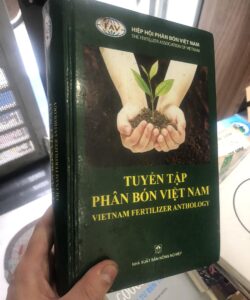 HIỆP HỘI PHÂN BÓN VIỆT NAM
THE FERTILIZER ASSOCIATION OF VIETNAM
TUYỂN TẬP
PHÂN BÓN VIỆT NAM
VIETNAM FERTILIZER ANTHOLOGY
NHÀ XUẤT BẢN NÔNG NGHIỆP